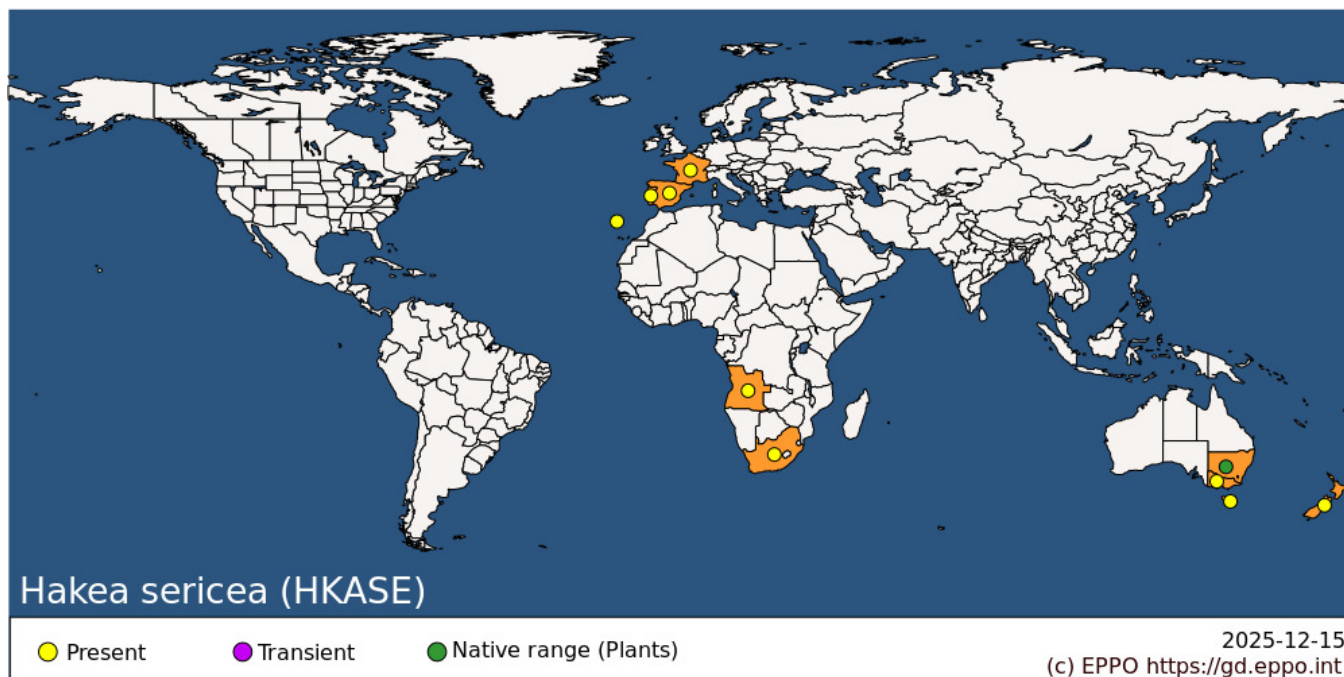 Hakea sericea (HKASE)
Present
Transient
Native range (Plants)
2025-12-15
(c) EPPO https://gd.eppo.int